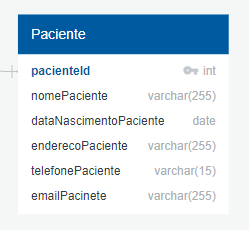 Paciente
pacienteId int
nomePaciente varchar(255)
dataNascimentoPaciente date
enderecoPaciente varchar(255)
telefonePaciente varchar(15)
emailPacinete varchar(255)